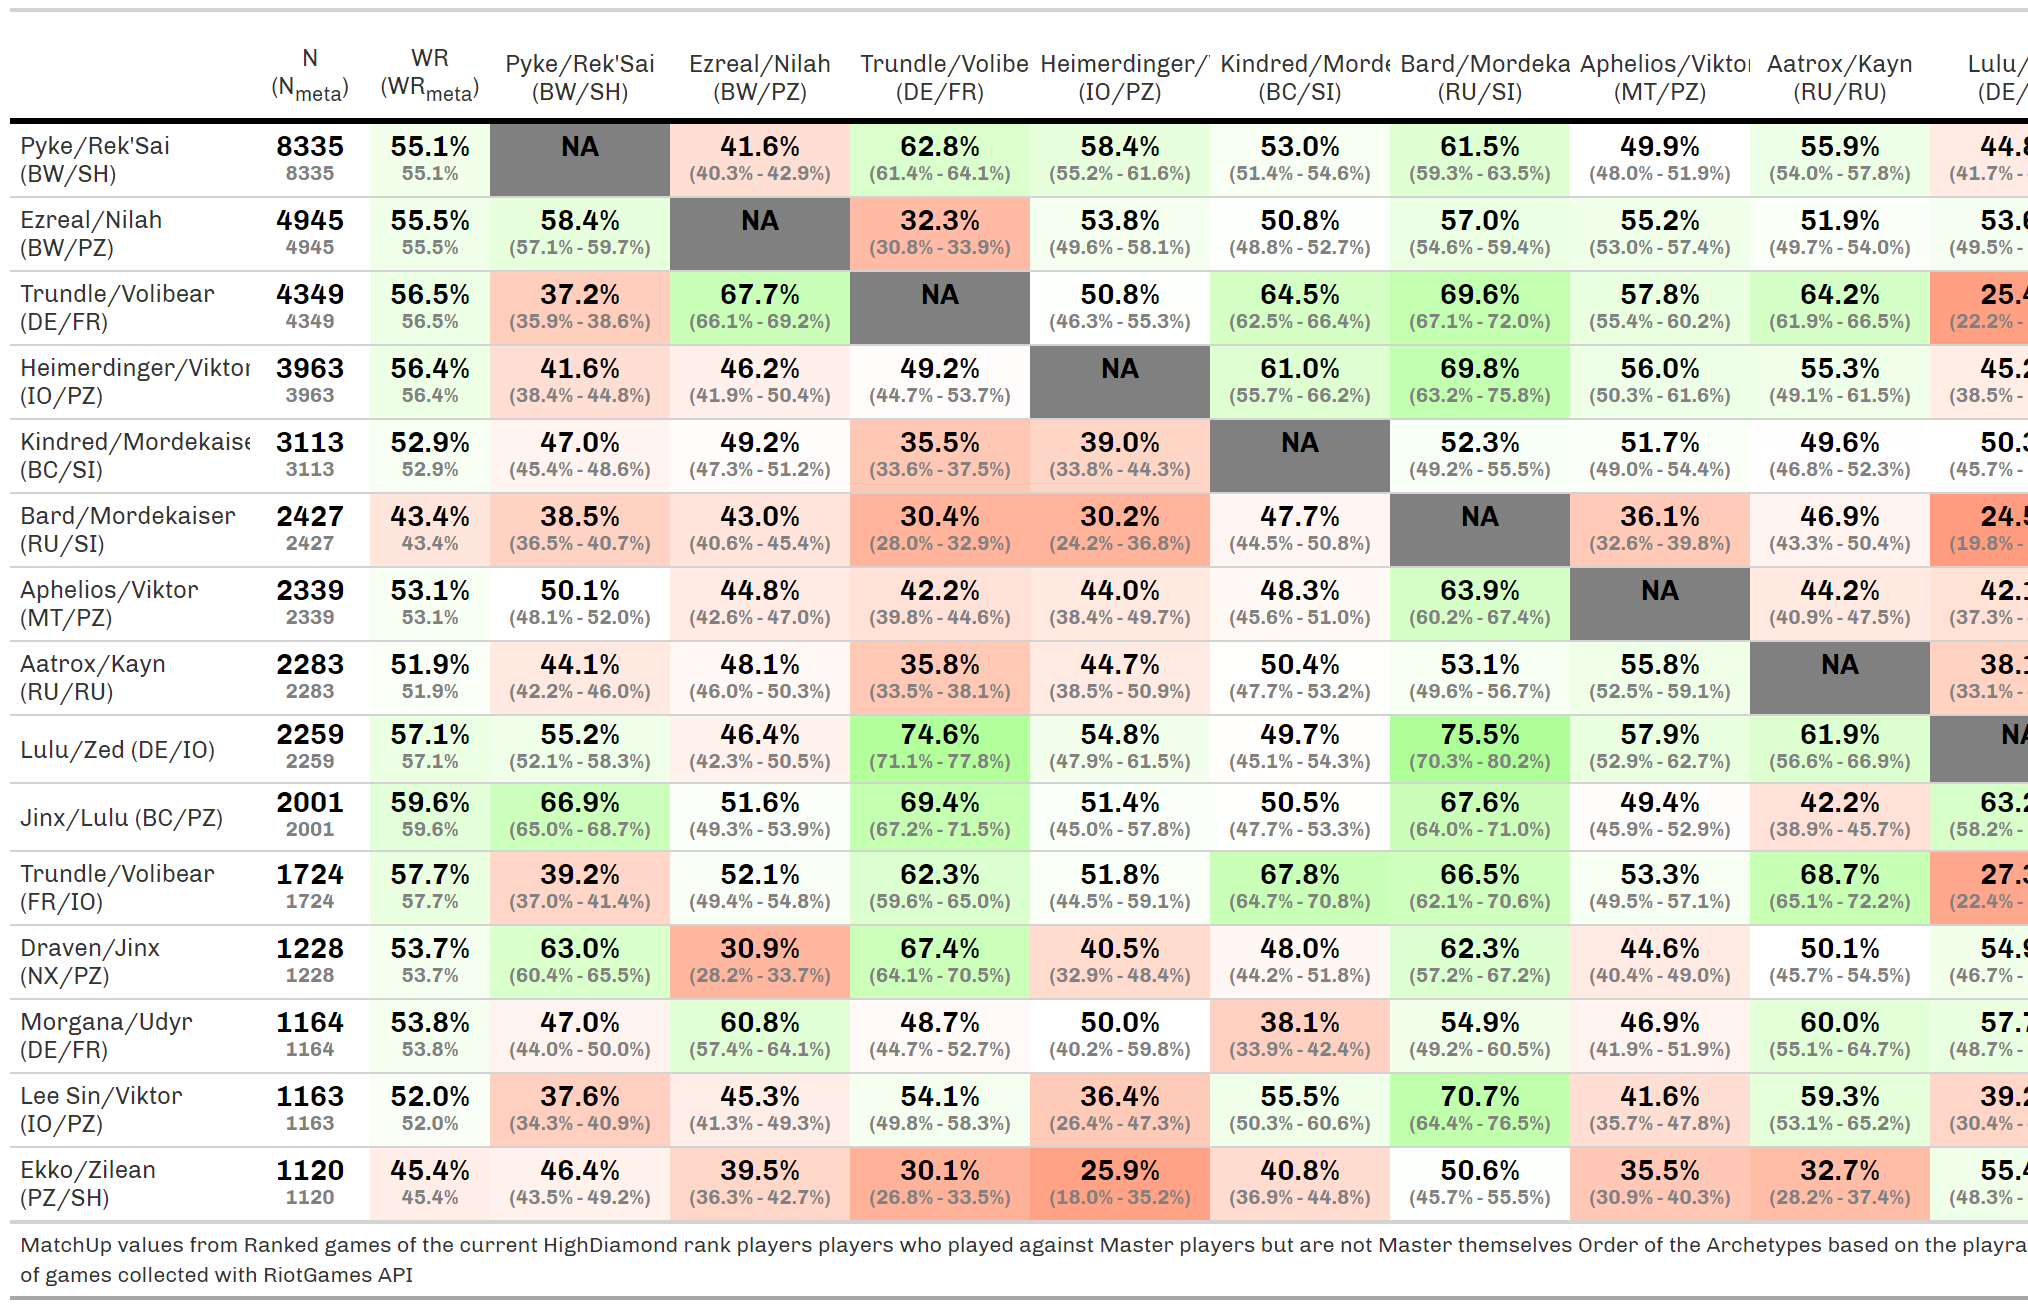 N WR Pyke/Rek'Sai Ezreal/Nilah Trundle/Volibe Heimerdinger/ Kindred/Morde Bard/Mordeka Aphelios/Viktor Aatrox/Kayn Lulu/
(Nmeta) (WRmeta) (BW/SH) (BW/PZ) (DE/FR) (IO/PZ) (BC/SI) (RU/SI) (MT/PZ) (RU/RU) (DE/
Pyke/Rek'Sai 8335 55.1% NA 41.6% 62.8% 58.4% 53.0% 61.5% 49.9% 55.9% 44.8
(BW/SH) 8335 55.1% (40.3% - 42.9%) (61.4% - 64.1%) (55.2% - 61.6%) (51.4% - 54.6%) (59.3% - 63.5%) (48.0% - 51.9%) (54.0% - 57.8%) (41.7% -
Ezreal/Nilah 4945 55.5% 58.4% NA 32.3% 53.8% 50.8% 57.0% 55.2% 51.9% 53.6
(BW/PZ) 4945 55.5% (57.1% - 59.7%) (30.8% - 33.9%) (49.6% - 58.1%) (48.8% - 52.7%) (54.6% - 59.4%) (53.0% - 57.4%) (49.7% - 54.0%) (49.5% -
Trundle/Volibear 4349 56.5% 37.2% 67.7% NA 50.8% 64.5% 69.6% 57.8% 64.2% 25.4
(DE/FR) 4349 56.5% (35.9% - 38.6%) (66.1% - 69.2%) (46.3% - 55.3%) (62.5% - 66.4%) (67.1% - 72.0%) (55.4% - 60.2%) (61.9% - 66.5%) (22.2% -
Heimerdinger/Viktor 3963 56.4% 41.6% 46.2% 49.2% NA 61.0% 69.8% 56.0% 55.3% 45.2
(IO/PZ) 3963 56.4% (38.4% - 44.8%) (41.9% - 50.4%) (44.7% - 53.7%) (55.7% - 66.2%) (63.2% - 75.8%) (50.3% - 61.6%) (49.1% - 61.5%) (38.5% -
Kindred/Mordekaise 3113 52.9% 47.0% 49.2% 35.5% 39.0% NA 52.3% 51.7% 49.6% 50.3
(BC/SI) 3113 52.9% (45.4% - 48.6%) (47.3% - 51.2%) (33.6% - 37.5%) (33.8% - 44.3%) (49.2% - 55.5%) (49.0% - 54.4%) (46.8% - 52.3%) (45.7% -
Bard/Mordekaiser 2427 43.4% 38.5% 43.0% 30.4% 30.2% 47.7% NA 36.1% 46.9% 24.5
(RU/SI) 2427 43.4% (36.5% - 40.7%) (40.6% - 45.4%) (28.0% - 32.9%) (24.2% - 36.8%) (44.5% - 50.8%) (32.6% - 39.8%) (43.3% - 50.4%) (19.8% -
Aphelios/Viktor 2339 53.1% 50.1% 44.8% 42.2% 44.0% 48.3% 63.9% NA 44.2% 42.1
(MT/PZ) 2339 53.1% (48.1% - 52.0%) (42.6% - 47.0%) (39.8% - 44.6%) (38.4% - 49.7%) (45.6% - 51.0%) (60.2% - 67.4%) (40.9% - 47.5%) (37.3% -
Aatrox/Kayn 2283 51.9% 44.1% 48.1% 35.8% 44.7% 50.4% 53.1% 55.8% NA 38.1
(RU/RU) 2283 51.9% (42.2% - 46.0%) (46.0% - 50.3%) (33.5% - 38.1%) (38.5% - 50.9%) (47.7% - 53.2%) (49.6% - 56.7%) (52.5% - 59.1%) (33.1% -
Lulu/Zed (DE/IO) 2259 57.1% 55.2% 46.4% 74.6% 54.8% 49.7% 75.5% 57.9% 61.9% NA
2259 57.1% (52.1% - 58.3%) (42.3% - 50.5%) (71.1% - 77.8%) (47.9% - 61.5%) (45.1% - 54.3%) (70.3% - 80.2%) (52.9% - 62.7%) (56.6% - 66.9%)
Jinx/Lulu (BC/PZ) 2001 59.6% 66.9% 51.6% 69.4% 51.4% 50.5% 67.6% 49.4% 42.2% 63.2
2001 59.6% (65.0% - 68.7%) (49.3% - 53.9%) (67.2% - 71.5%) (45.0% - 57.8%) (47.7% - 53.3%) (64.0% - 71.0%) (45.9% - 52.9%) (38.9% - 45.7%) (58.2% -
Trundle/Volibear 1724 57.7% 39.2% 52.1% 62.3% 51.8% 67.8% 66.5% 53.3% 68.7% 27.3
(FR/IO) 1724 57.7% (37.0% - 41.4%) (49.4% - 54.8%) (59.6% - 65.0%) (44.5% - 59.1%) (64.7% - 70.8%) (62.1% - 70.6%) (49.5% - 57.1%) (65.1% - 72.2%) (22.4% -
Draven/Jinx 1228 53.7% 63.0% 30.9% 67.4% 40.5% 48.0% 62.3% 44.6% 50.1% 54.9
(NX/PZ) 1228 53.7% (60.4% - 65.5%) (28.2% - 33.7%) (64.1% - 70.5%) (32.9% - 48.4%) (44.2% - 51.8%) (57.2% - 67.2%) (40.4% - 49.0%) (45.7% - 54.5%) (46.7% -
Morgana/Udyr 1164 53.8% 47.0% 60.8% 48.7% 50.0% 38.1% 54.9% 46.9% 60.0% 57.7
(DE/FR) 1164 53.8% (44.0% - 50.0%) (57.4% - 64.1%) (44.7% - 52.7%) (40.2% - 59.8%) (33.9% - 42.4%) (49.2% - 60.5%) (41.9% - 51.9%) (55.1% - 64.7%) (48.7% -
Lee Sin/Viktor 1163 52.0% 37.6% 45.3% 54.1% 36.4% 55.5% 70.7% 41.6% 59.3% 39.2
(IO/PZ) 1163 52.0% (34.3% - 40.9%) (41.3% - 49.3%) (49.8% - 58.3%) (26.4% - 47.3%) (50.3% - 60.6%) (64.4% - 76.5%) (35.7% - 47.8%) (53.1% - 65.2%) (30.4% -
Ekko/Zilean 1120 45.4% 46.4% 39.5% 30.1% 25.9% 40.8% 50.6% 35.5% 32.7% 55.4
(PZ/SH) 1120 45.4% (43.5% - 49.2%) (36.3% - 42.7%) (26.8% - 33.5%) (18.0% - 35.2%) (36.9% - 44.8%) (45.7% - 55.5%) (30.9% - 40.3%) (28.2% - 37.4%) (48.3% -
MatchUp values from Ranked games of the current HighDiamond rank players players who played against Master players but are not Master themselves Order of the Archetypes based on the playra
of games collected with RiotGames API